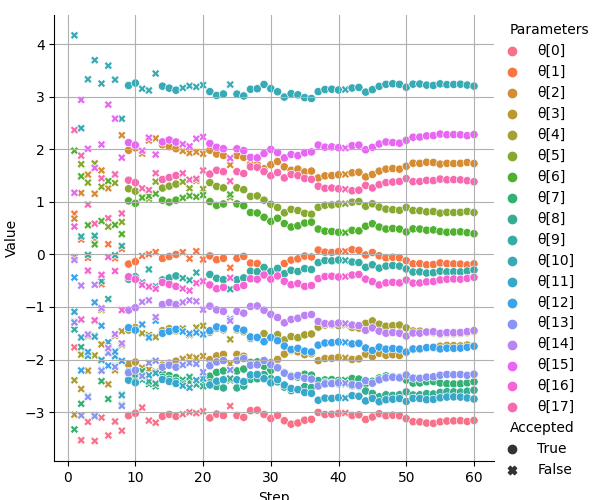 Parameters
θ[0]
θ[1]
θ[2]
θ[3]
θ[4]
θ[5]
θ[6]
θ[7]
θ[8]
θ[9]
θ[10]
θ[11]
θ[12]
θ[13]
θ[14]
θ[15]
θ[16]
θ[17]
Accepted
True
False
Value
4
3
2
1
0
−1
−2
−3
0 10 20 30 40 50 60
Step